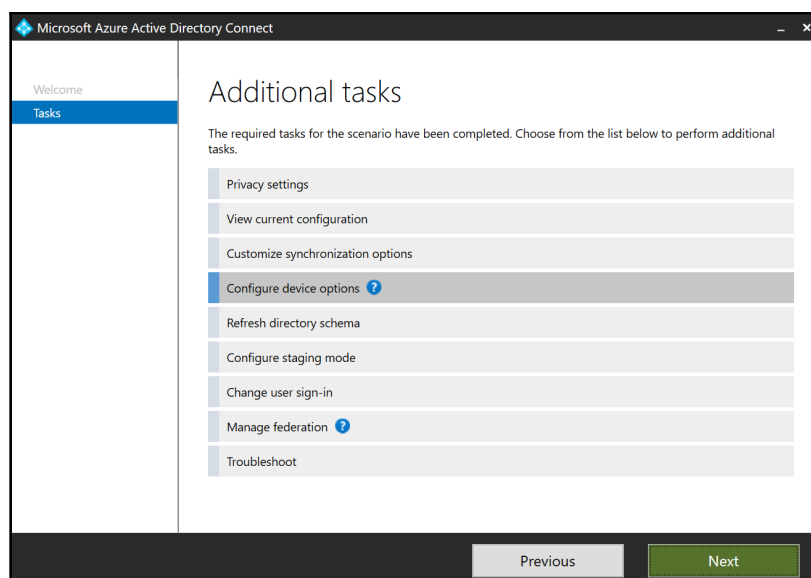 Microsoft Azure Active Directory Connect
Welcome
Tasks
Additional tasks
The required tasks for the scenario have been completed. Choose from the list below to perform additional
tasks.
Privacy settings
View current configuration
Customize synchronization options
Configure device options ?
Refresh directory schema
Configure staging mode
Change user sign-in
Manage federation ?
Troubleshoot
Previous
Next